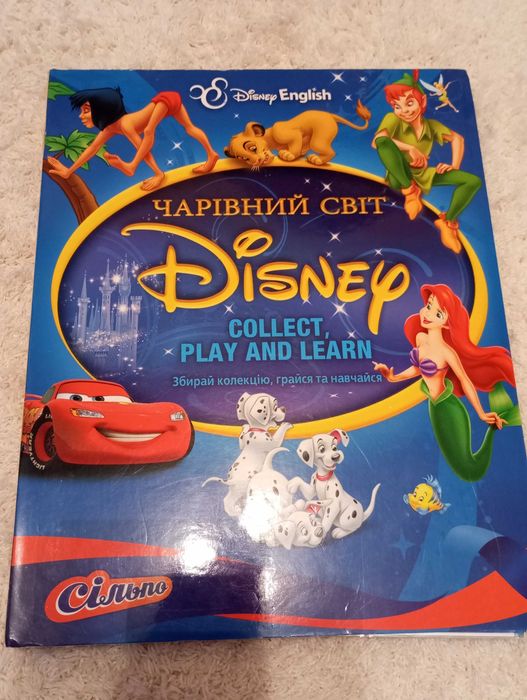 Disney English
ЧАРІВНИЙ СВІТ
Disney
COLLECT,
PLAY AND LEARN
Збирай колекцію, грайся та навчайся
Сільпо